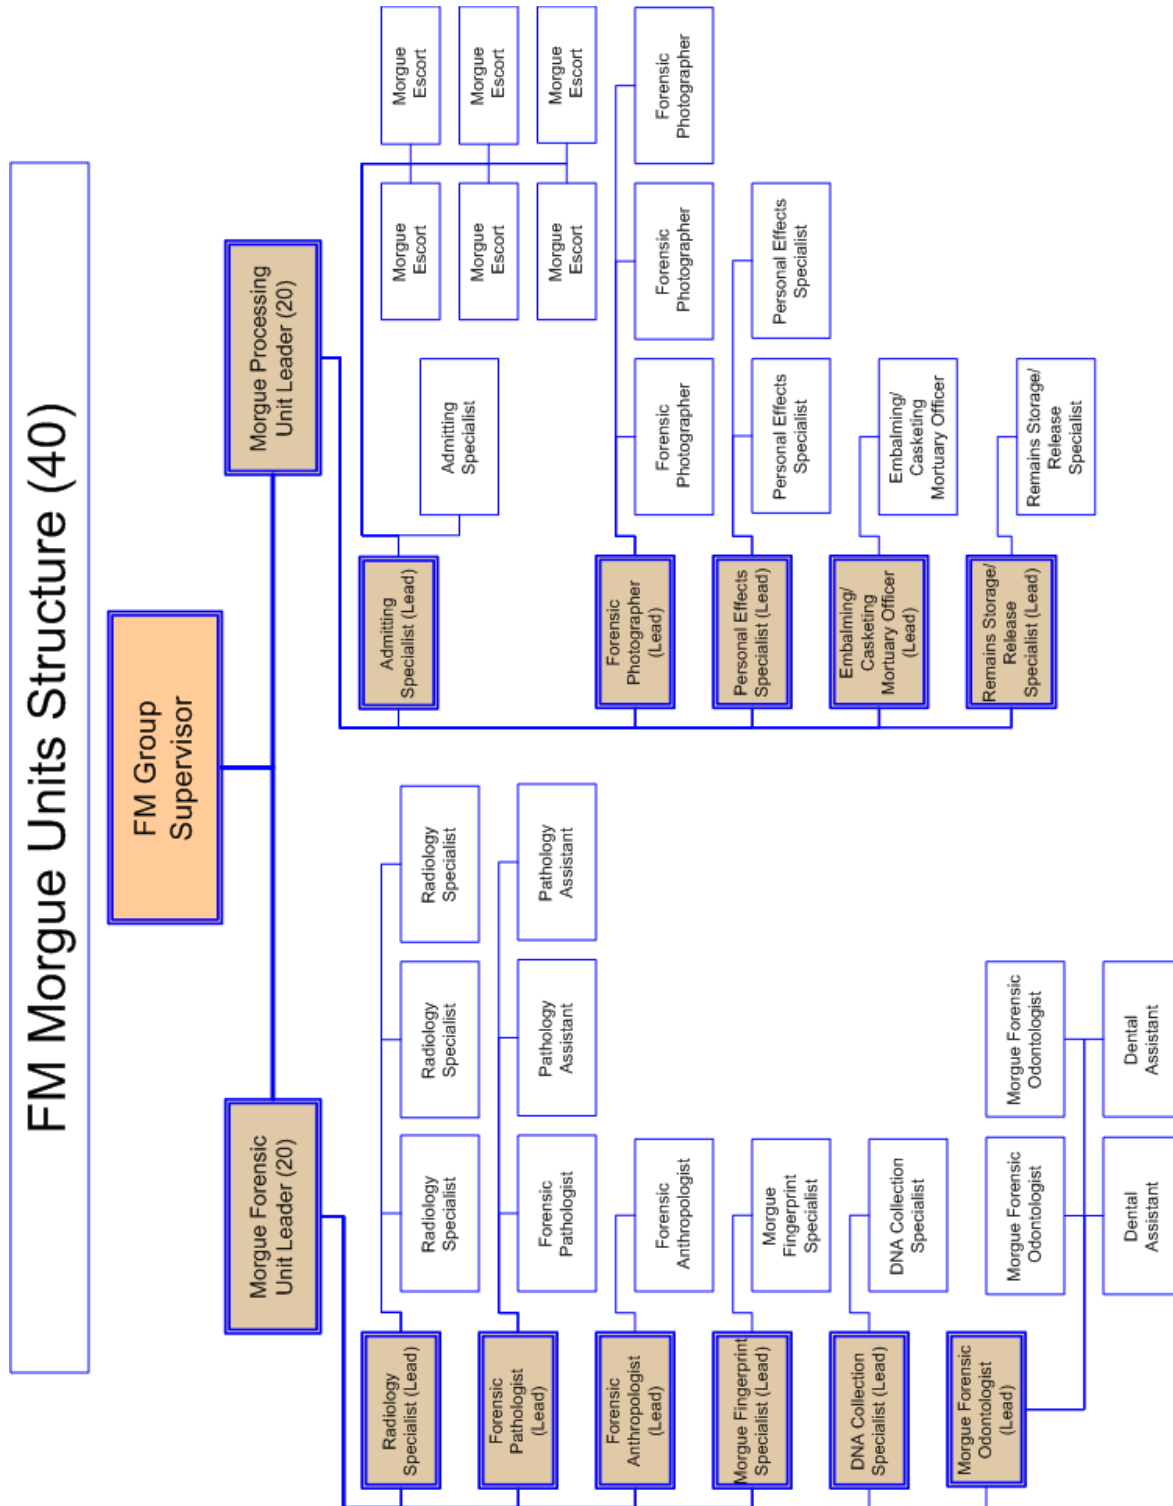 FM Morgue Units Structure (40)
FM Group
Supervisor
Morgue Forensic
Unit Leader (20)
Radiology
Specialist (Lead)
Radiology
Specialist
Radiology
Specialist
Radiology
Specialist
Forensic
Pathologist
(Lead)
Forensic
Pathologist
Pathology
Assistant
Pathology
Assistant
Forensic
Anthropologist
(Lead)
Forensic
Anthropologist
Morgue Fingerprint
Specialist (Lead)
Morgue
Fingerprint
Specialist
DNA Collection
Specialist (Lead)
DNA Collection
Specialist
Morgue Forensic
Odontologist
(Lead)
Morgue Forensic
Odontologist
Morgue Forensic
Odontologist
Dental
Assistant
Dental
Assistant
Morgue Processing
Unit Leader (20)
Admitting
Specialist (Lead)
Admitting
Specialist
Morgue
Escort
Morgue
Escort
Morgue
Escort
Morgue
Escort
Morgue
Escort
Morgue
Escort
Forensic
Photographer
(Lead)
Forensic
Photographer
Forensic
Photographer
Forensic
Photographer
Personal Effects
Specialist (Lead)
Personal Effects
Specialist
Personal Effects
Specialist
Embalming/
Casketing
Mortuary Officer
(Lead)
Embalming/
Casketing
Mortuary Officer
Remains Storage/
Release
Specialist (Lead)
Remains Storage/
Release
Specialist